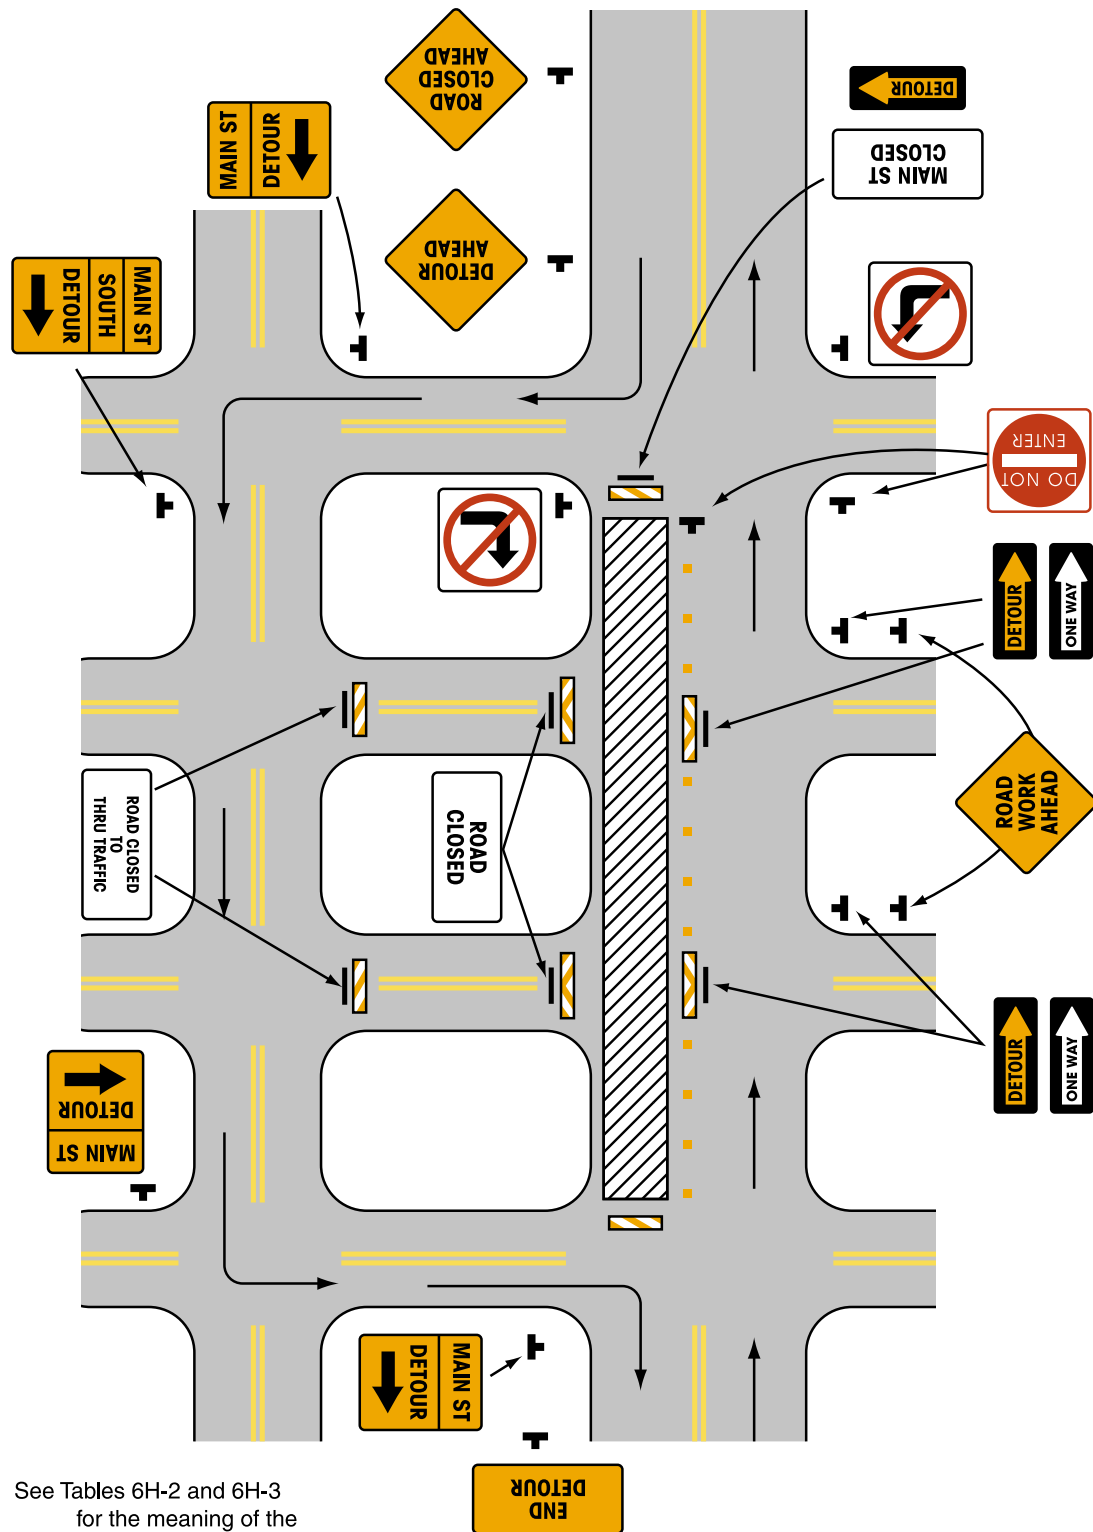 ROAD
CLOSED
AHEAD
DETOUR
MAIN ST
CLOSED
MAIN ST
DETOUR
DETOUR
AHEAD
MAIN ST
SOUTH
DETOUR
DO NOT
ENTER
DETOUR
ONE WAY
ROAD
WORK
AHEAD
ROAD CLOSED
TO
THRU TRAFFIC
ROAD
CLOSED
DETOUR
ONE WAY
MAIN ST
DETOUR
MAIN ST
DETOUR
END
DETOUR
See Tables 6H-2 and 6H-3
for the meaning of the